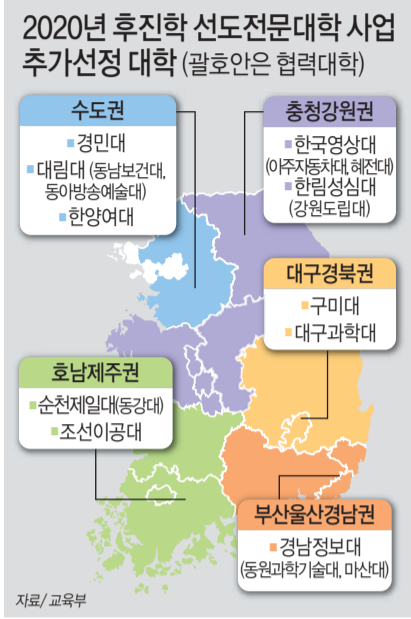 2020년 후진학 선도전문대학 사업
추가선정 대학 (괄호안은 협력대학)
수도권
경민대
대림대 (동남보건대,
동아방송예술대)
한양여대
충청강원권
한국영상대
(아주자동차대, 혜전대)
한림성심대
(강원도립대)
대구경북권
구미대
대구과학대
호남제주권
순천제일대(동강대)
조선이공대
부산울산경남권
경남정보대
(동원과학기술대, 마산대)
자료/교육부